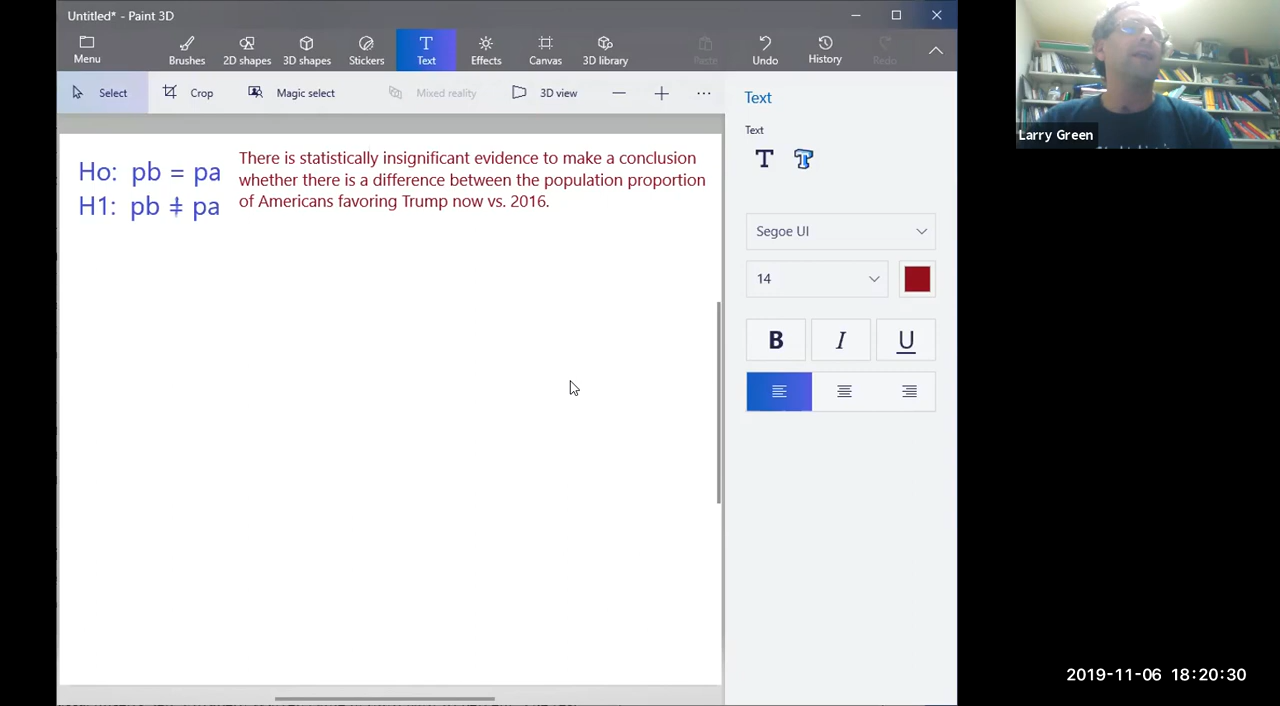 Untitled* - Paint 3D
Menu
Brushes
2D shapes
3D shapes
Stickers
Text
Effects
Canvas
3D library
Paste
Undo
History
Redo
Select
Crop
Magic select
Mixed reality
3D view
Text
Text
Ho: pb = pa
H1: pb ‡ pa
There is statistically insignificant evidence to make a conclusion
whether there is a difference between the population proportion
of Americans favoring Trump now vs. 2016.
Segoe UI
14
B I U
Larry Green
2019-11-06 18:20:30